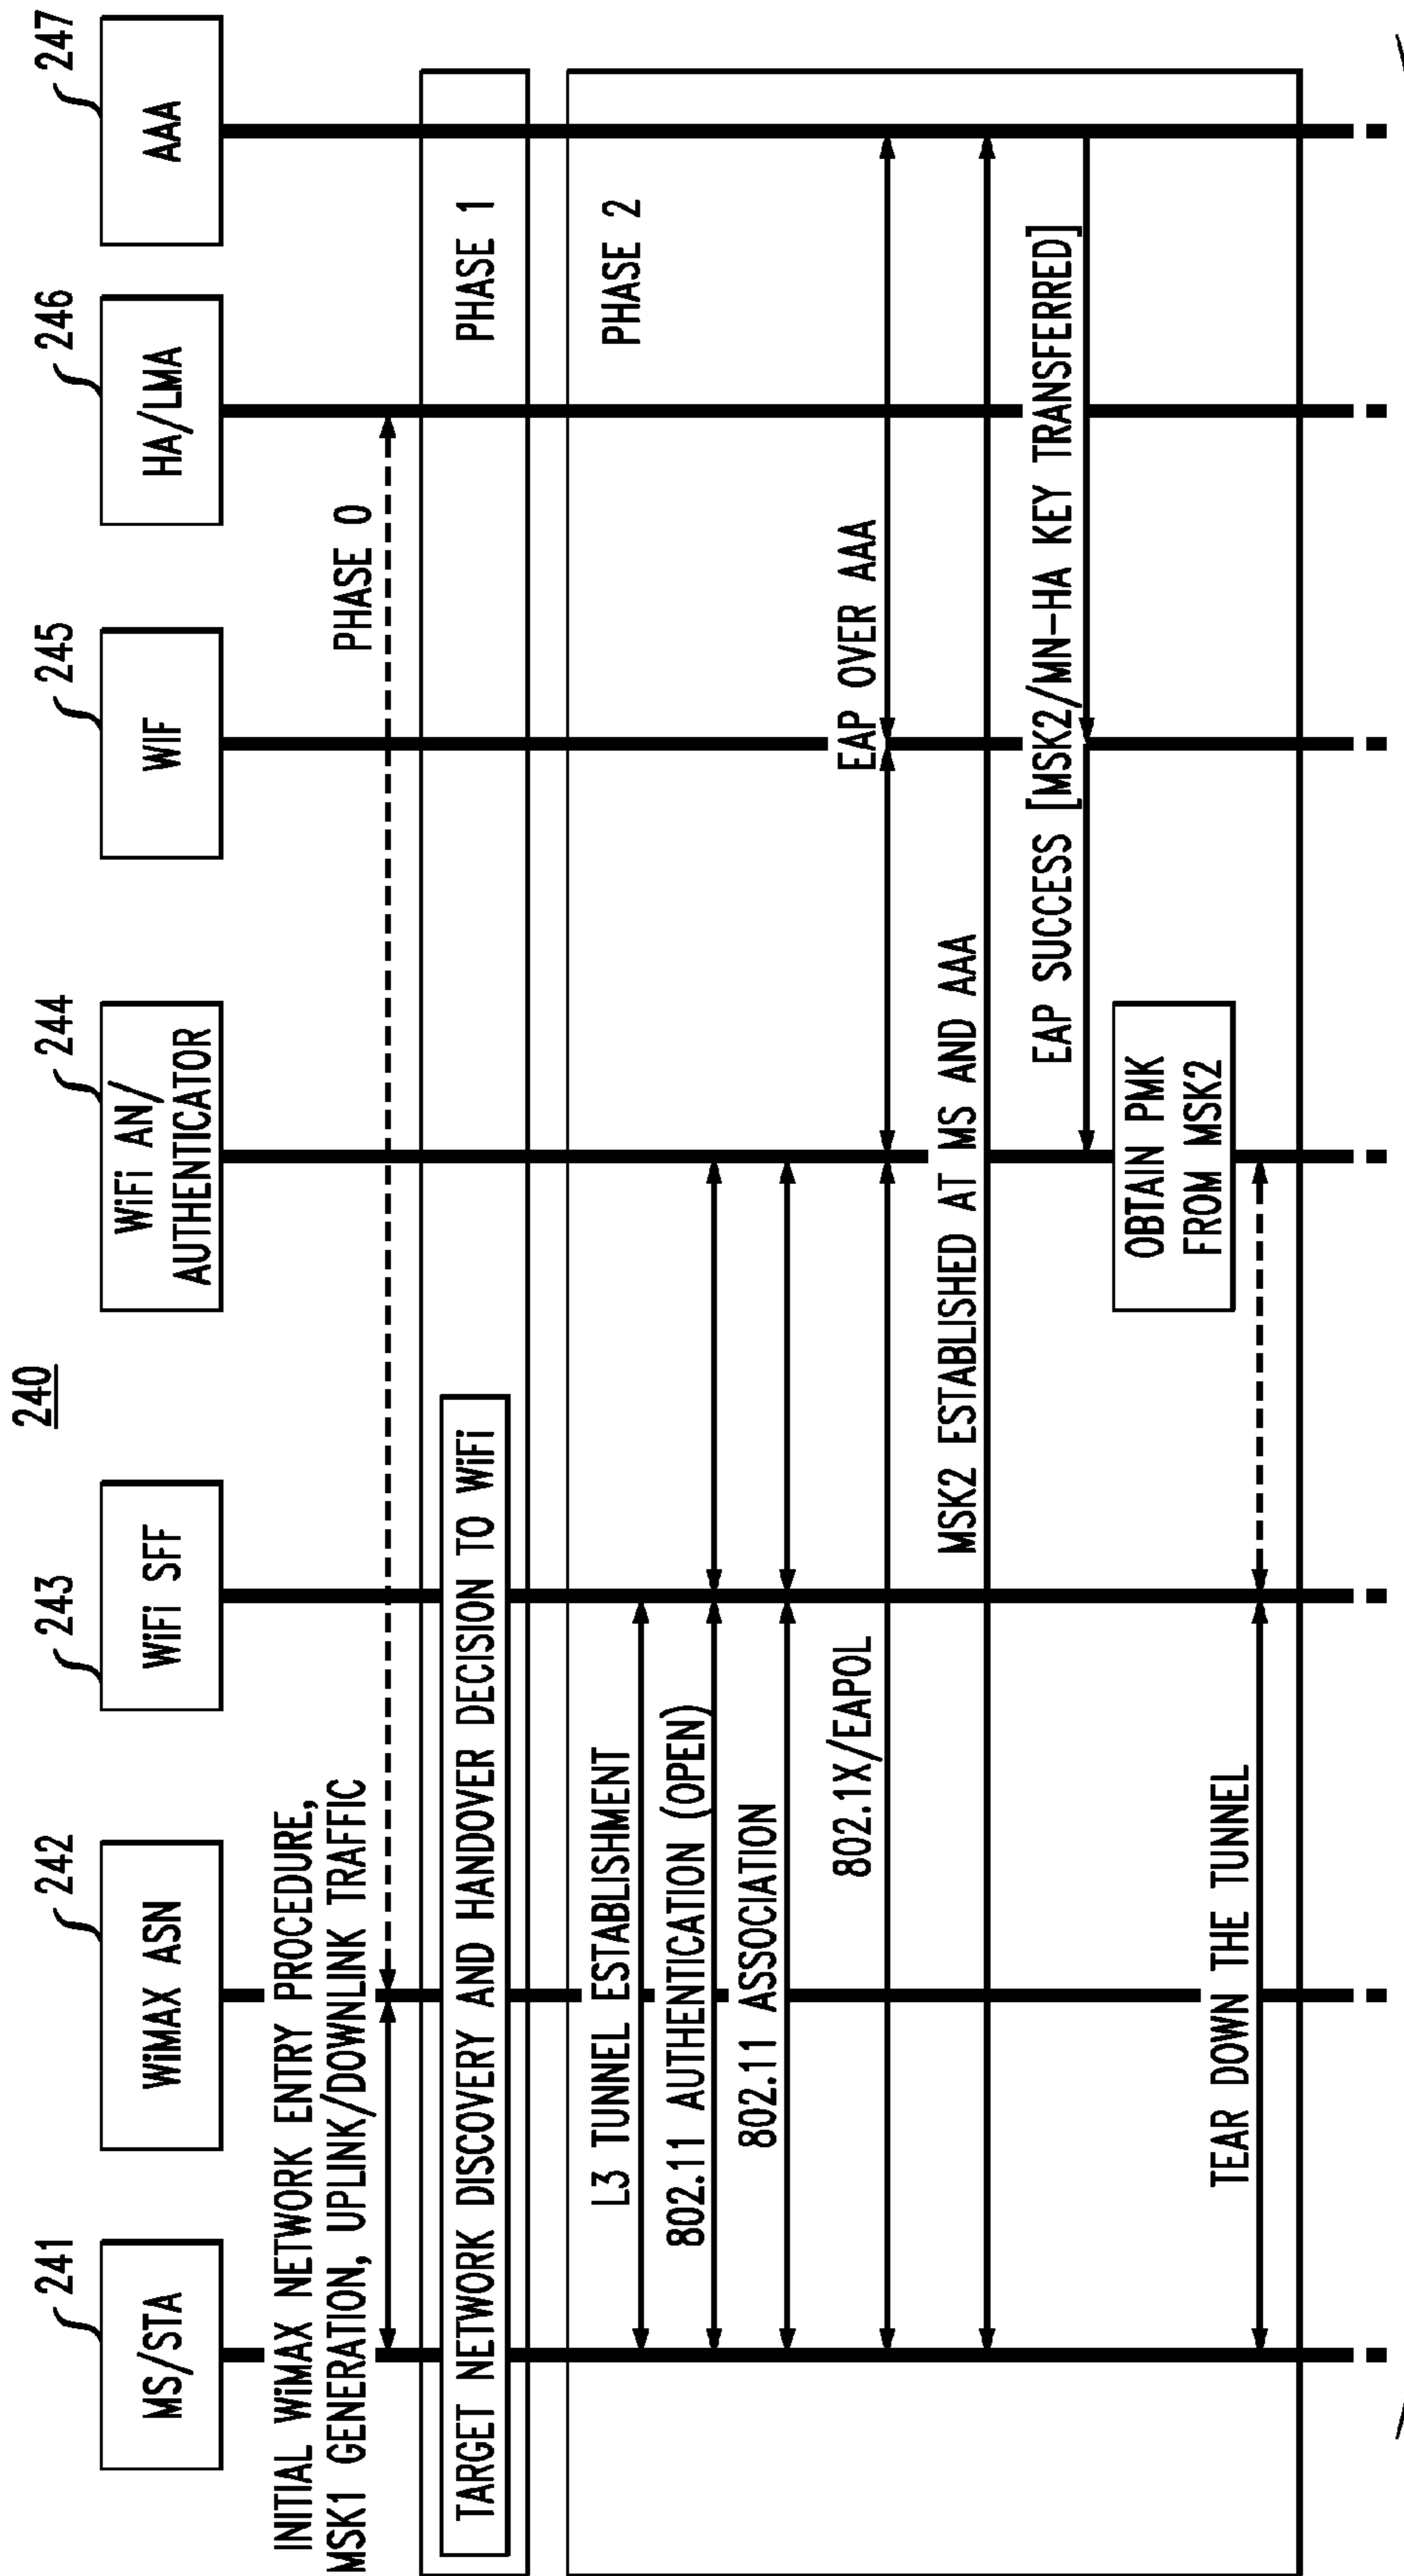 240
241
242
243
244
245
246
247
MS/STA
WiMAX ASN
WiFi SFF
WiFi AN/
AUTHENTICATOR
WIF
HA/LMA
AAA
INITIAL WiMAX NETWORK ENTRY PROCEDURE,
MSK1 GENERATION, UPLINK/DOWNLINK TRAFFIC
PHASE 0
TARGET NETWORK DISCOVERY AND HANDOVER DECISION TO WiFi
PHASE 1
L3 TUNNEL ESTABLISHMENT
PHASE 2
802.11 AUTHENTICATION (OPEN)
802.11 ASSOCIATION
802.1X/EAPOL
EAP OVER AAA
MSK2 ESTABLISHED AT MS AND AAA
EAP SUCCESS [MSK2/MN-HA KEY TRANSFERRED]
OBTAIN PMK
FROM MSK2
TEAR DOWN THE TUNNEL